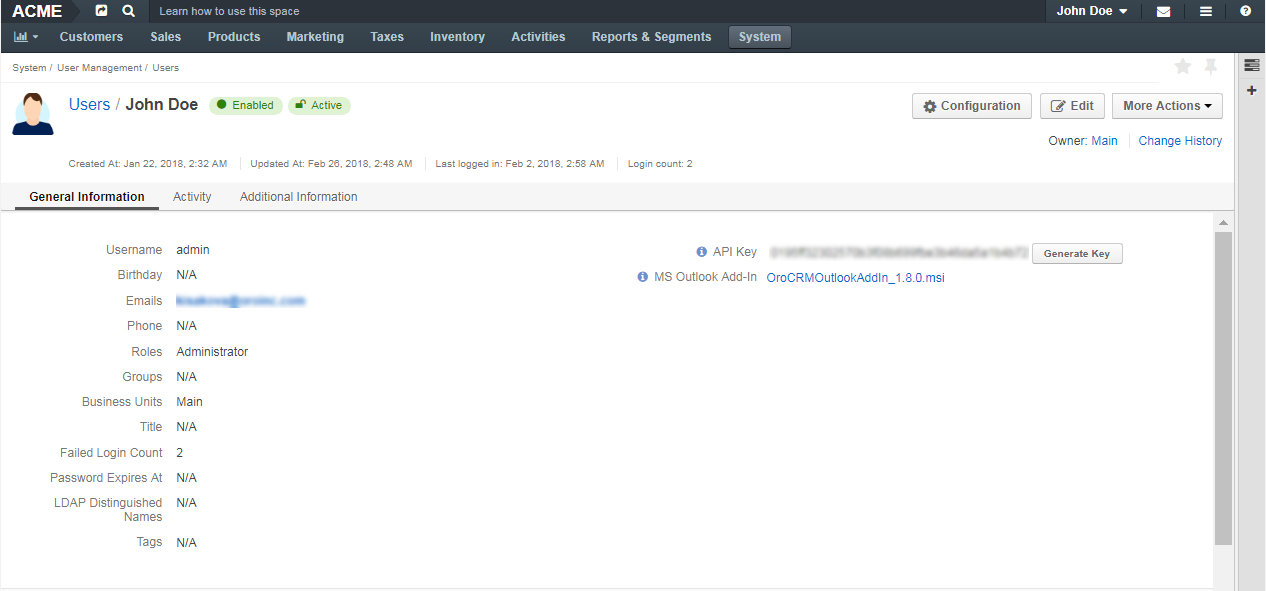 ACME Learn how to use this space John Doe
Customers Sales Products Marketing Taxes Inventory Activities Reports & Segments System
System / User Management / Users
Users / John Doe Enabled Active Configuration Edit More Actions
Owner: Main Change History
Created At: Jan 22, 2018, 2:32 AM Updated At: Feb 26, 2018, 2:48 AM Last logged in: Feb 2, 2018, 2:58 AM Login count: 2
General Information Activity Additional Information
Username admin
Birthday N/A
Emails
Phone N/A
Roles Administrator
Groups N/A
Business Units Main
Title N/A
Failed Login Count 2
Password Expires At N/A
LDAP Distinguished N/A
Names
Tags N/A
API Key Generate Key
MS Outlook Add-In OroCRMOutlookAddIn_1.8.0.msi